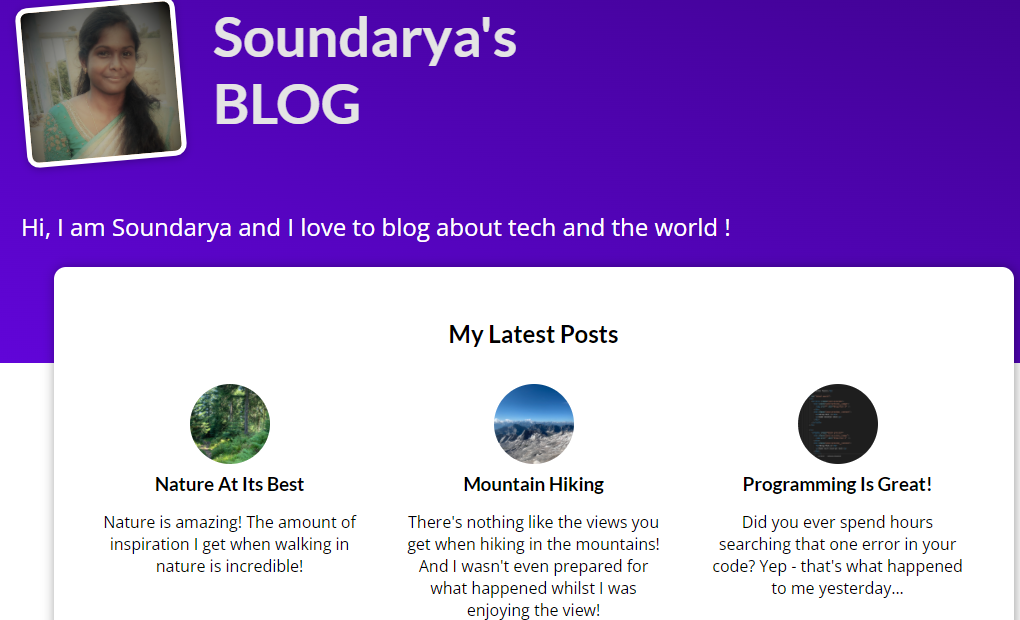 Soundarya's
BLOG
Hi, I am Soundarya and I love to blog about tech and the world !
My Latest Posts
Nature At Its Best
Nature is amazing! The amount of
inspiration I get when walking in
nature is incredible!
Mountain Hiking
There's nothing like the views you
get when hiking in the mountains!
And I wasn't even prepared for
what happened whilst I was
enjoying the view!
Programming Is Great!
Did you ever spend hours
searching that one error in your
code? Yep - that's what happened
to me yesterday...